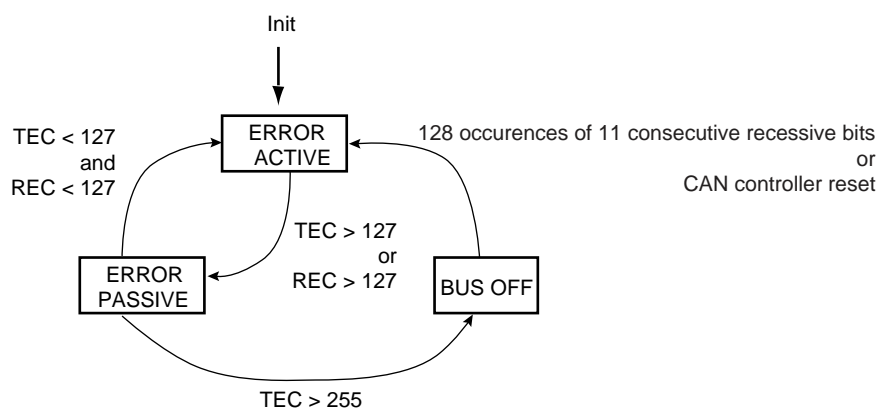 Init
ERROR
ACTIVE
TEC < 127
and
REC < 127
128 occurences of 11 consecutive recessive bits
or
CAN controller reset
TEC > 127
or
REC > 127
ERROR
PASSIVE
BUS OFF
TEC > 255